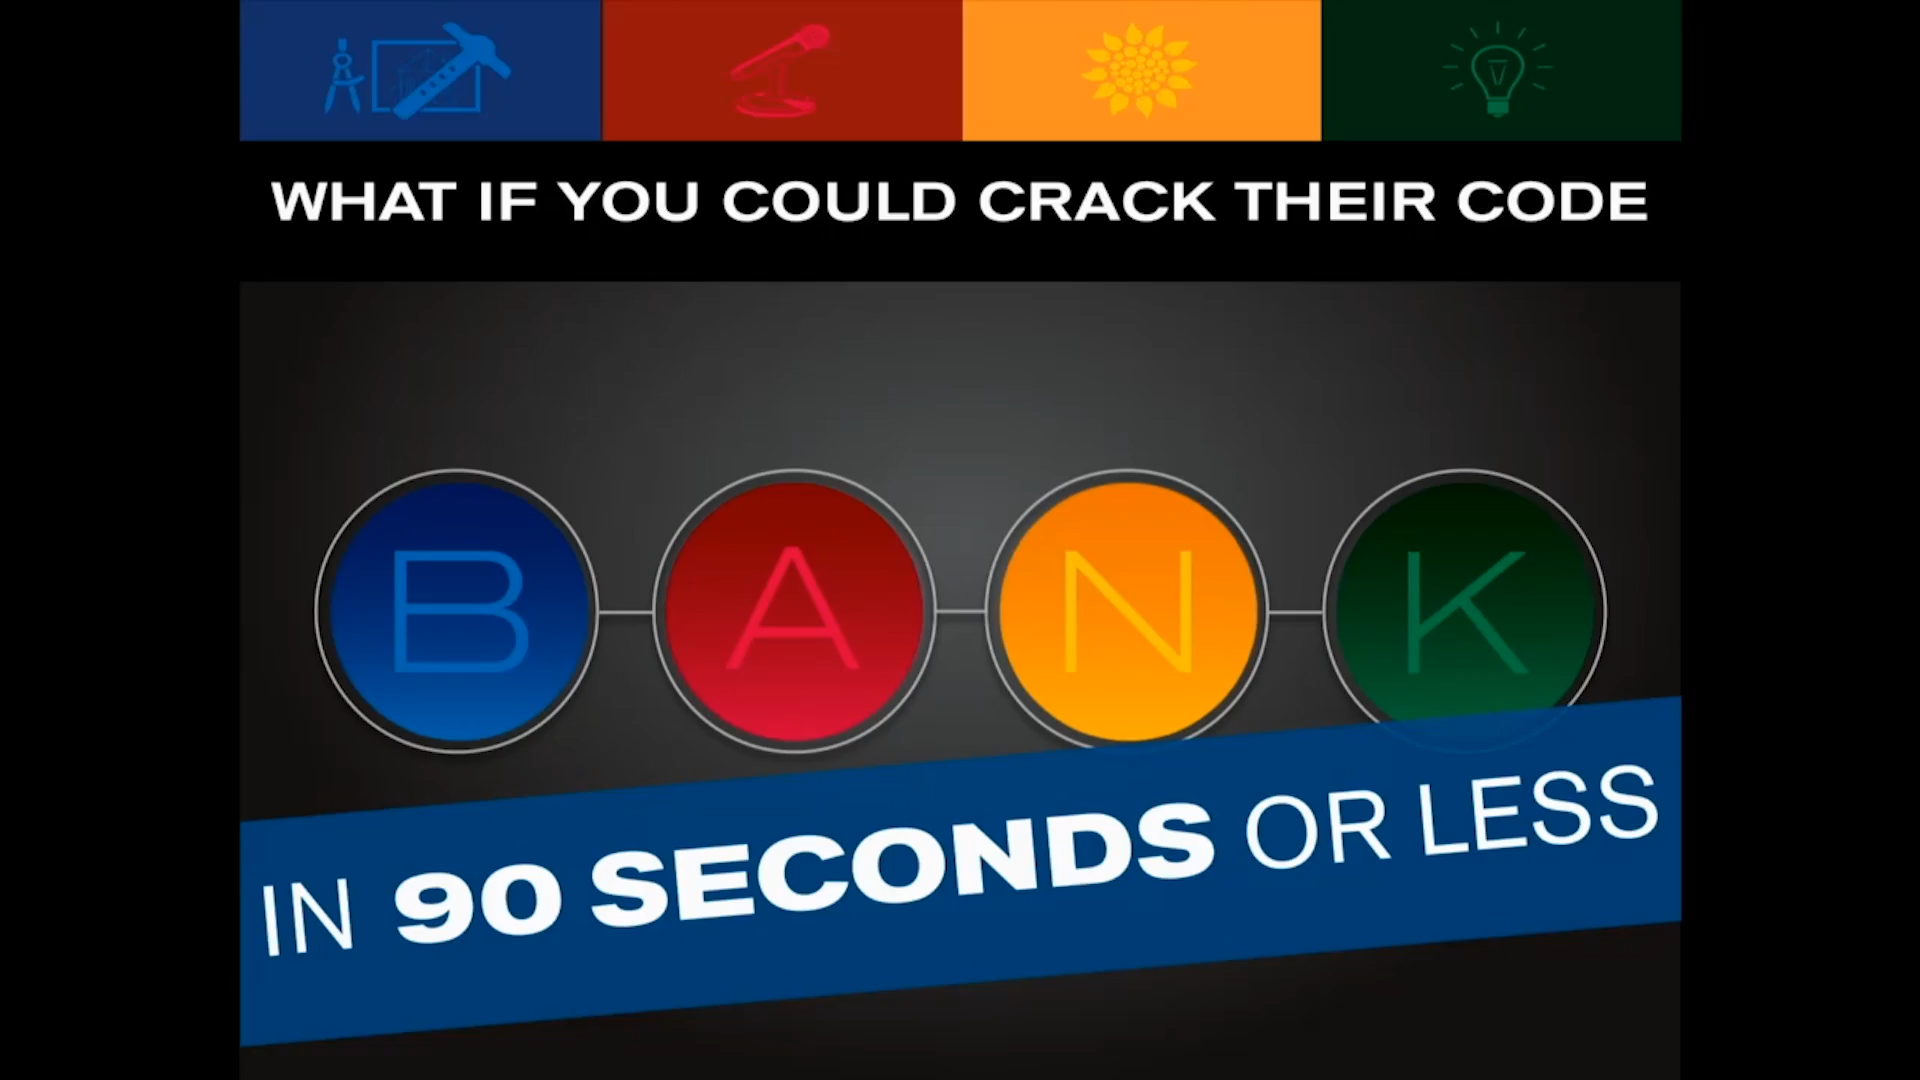 WHAT IF YOU COULD CRACK THEIR CODE
B A N K
IN 90 SECONDS OR LESS